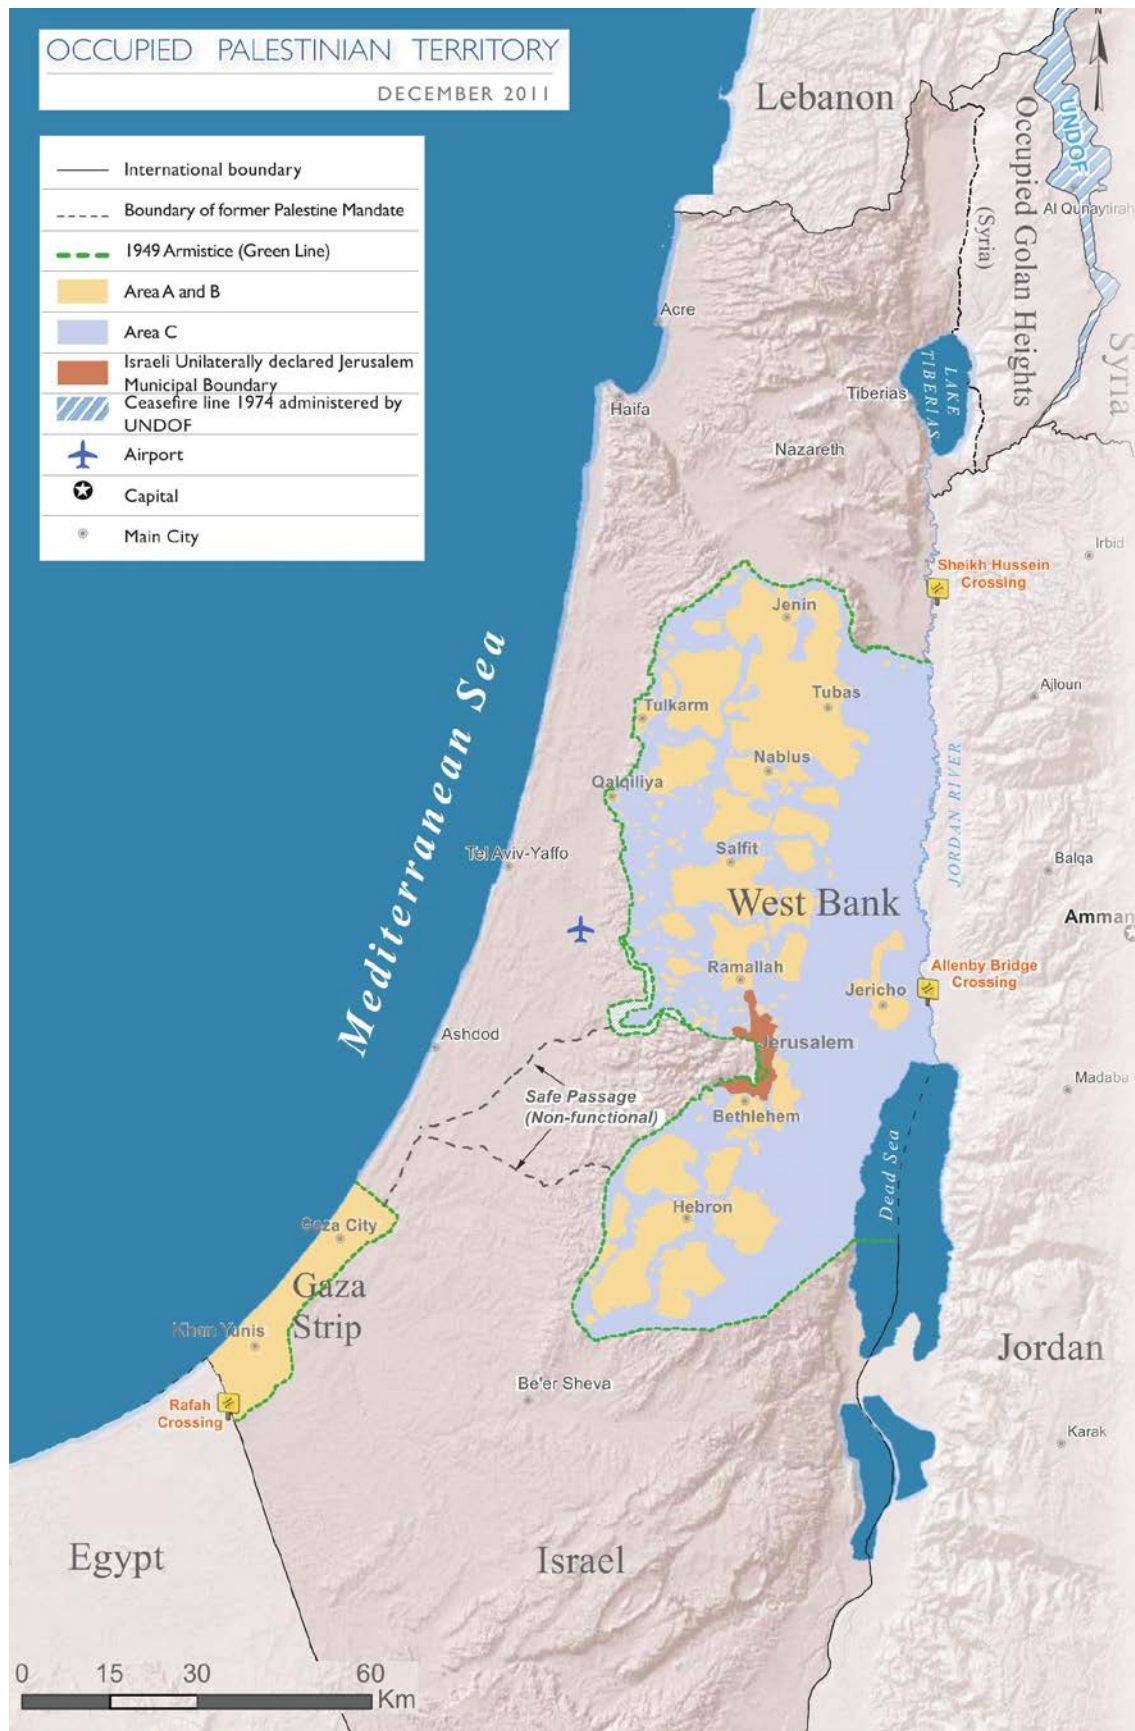 OCCUPIED PALESTINIAN TERRITORY
DECEMBER 2011
International boundary
Boundary of former Palestine Mandate
1949 Armistice (Green Line)
Area A and B
Area C
Israeli Unilaterally declared Jerusalem
Municipal Boundary
Ceasefire line 1974 administered by
UNDOF
Airport
Capital
Main City
N
Lebanon
UNDOF
Occupied Golan Heights
(Syria)
Al Qunaytirah
Syria
Acre
LAKE
TIBERIAS
Tiberias
Haifa
Nazareth
Irbid
Sheikh Hussein
Crossing
Jenin
Ajloun
Tubas
Tulkarm
Mediterranean Sea
Nablus
Qalqiliya
JORDAN RIVER
Tel Aviv-Yaffo
Salfit
Balqa
West Bank
Amman
Ramallah
Allenby Bridge
Crossing
Jericho
Ashdod
Jerusalem
Madaba
Safe Passage
(Non-functional)
Bethlehem
Dead Sea
Hebron
Gaza City
Gaza
Strip
Khan Yunis
Jordan
Be'er Sheva
Rafah
Crossing
Karak
Egypt
Israel
0 15 30 60
Km